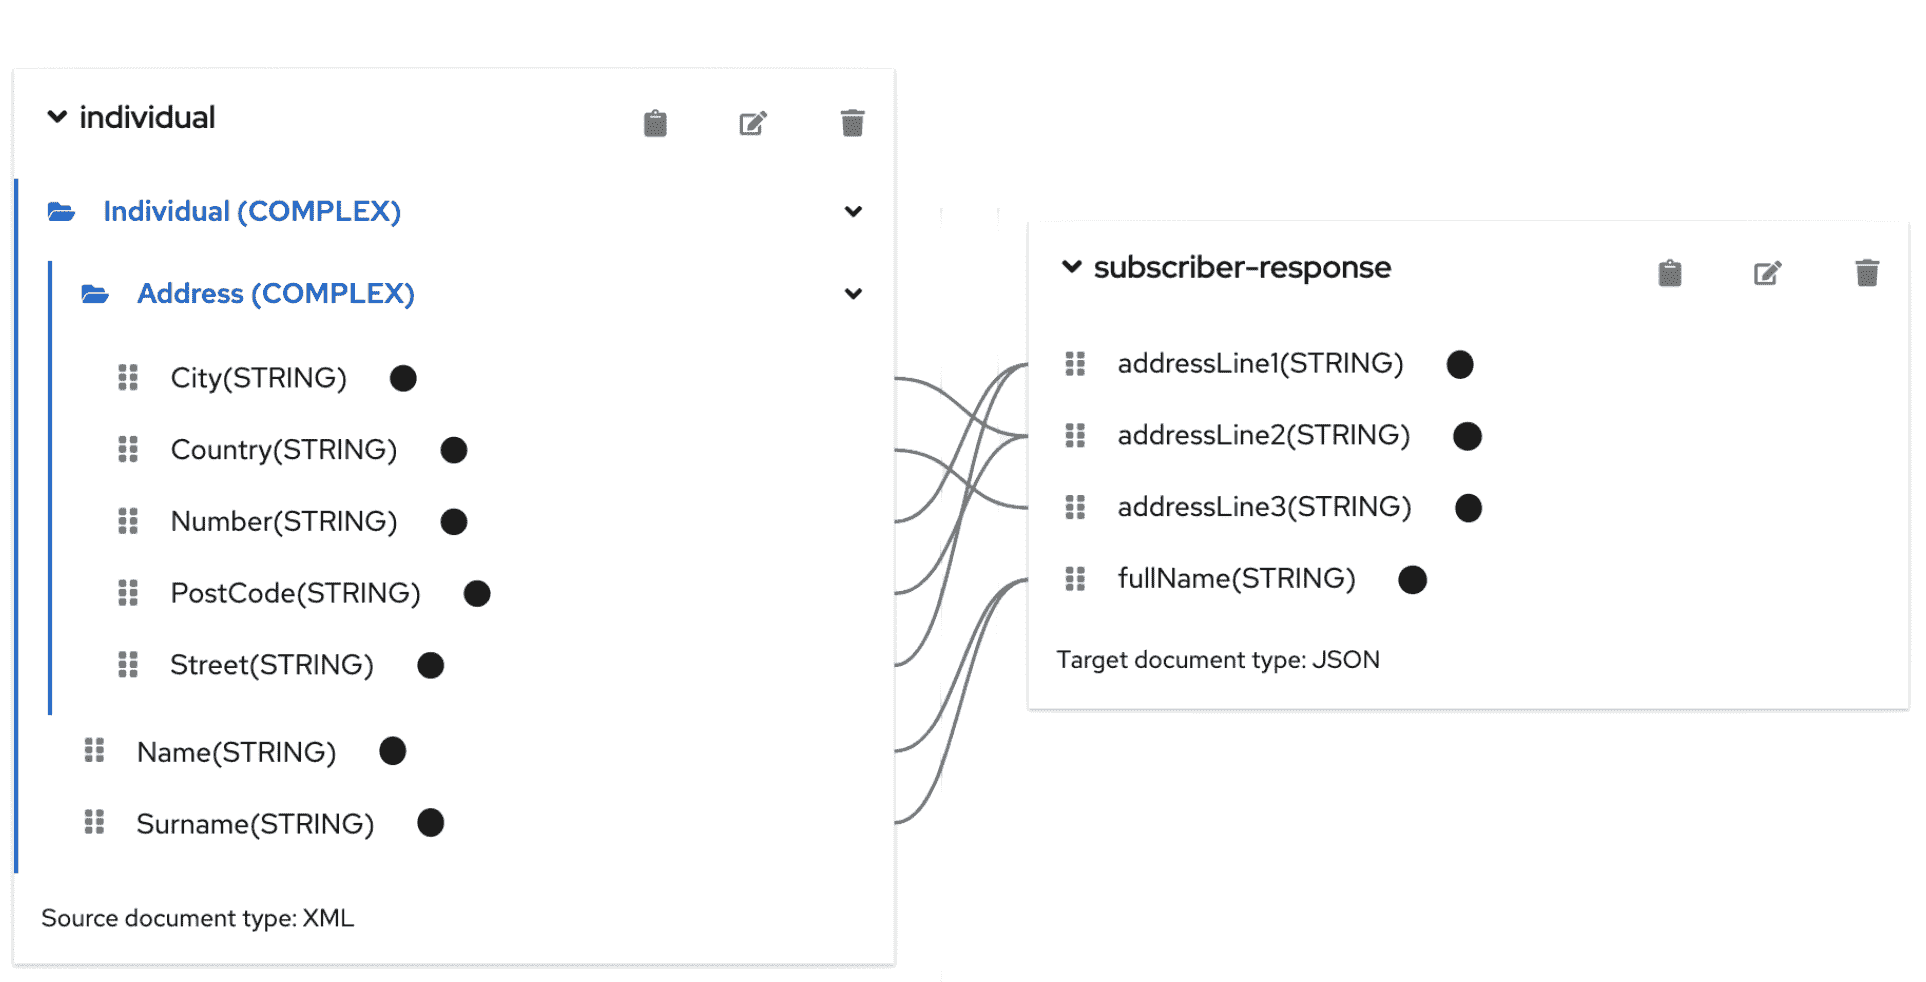 individual
Individual (COMPLEX)
Address (COMPLEX)
City(STRING)
Country(STRING)
Number(STRING)
PostCode(STRING)
Street(STRING)
Name(STRING)
Surname(STRING)
Source document type: XML
subscriber-response
addressLine1(STRING)
addressLine2(STRING)
addressLine3(STRING)
fullName(STRING)
Target document type: JSON